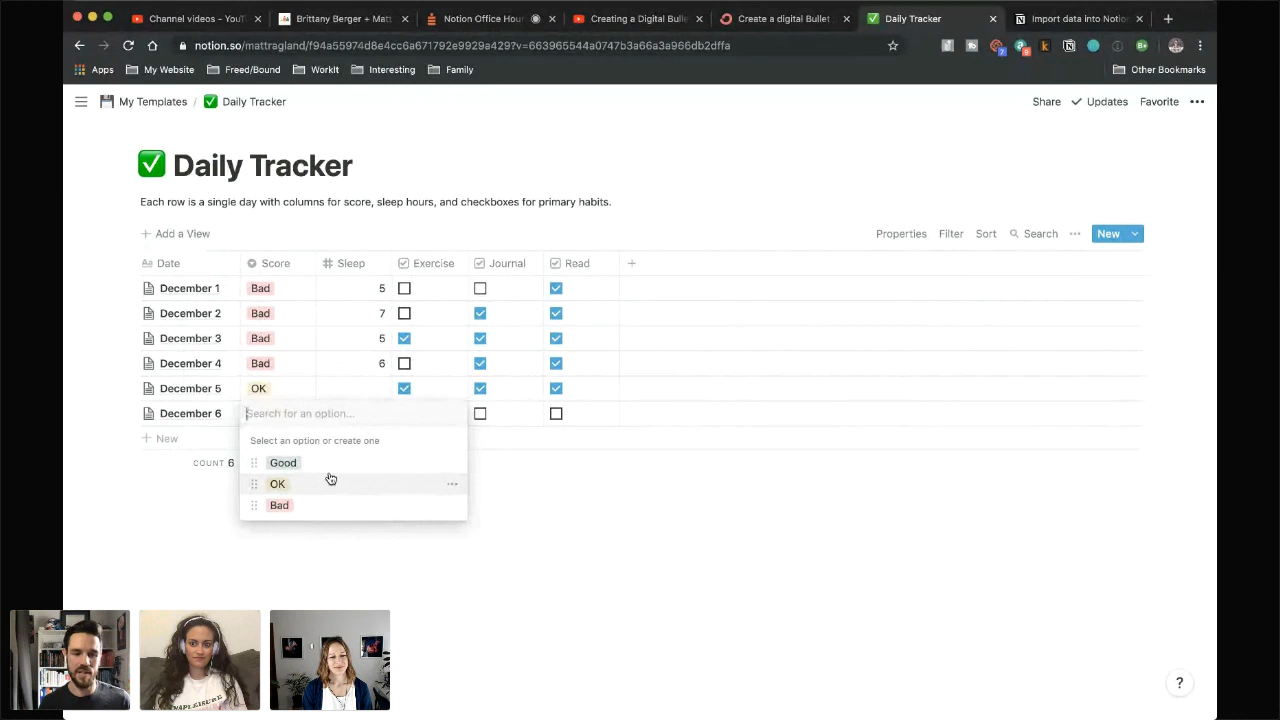 Channel videos - YouT
Brittany Berger + Matt
Notion Office Hour
Creating a Digital Bulle
Create a digital Bullet
Daily Tracker
Import data into Notion
notion.so/mattragland/f94a55974d8e4cc6a671792e9929a429?v=663965544a0747b3a66a3a966db2dffa
Apps
My Website
Freed/Bound
WorkIt
Interesting
Family
Other Bookmarks
My Templates / Daily Tracker
Share
Updates
Favorite
Daily Tracker
Each row is a single day with columns for score, sleep hours, and checkboxes for primary habits.
+ Add a View
Properties
Filter
Sort
Search
New
Aa Date
Score
# Sleep
Exercise
Journal
Read
+
December 1 Bad 5
December 2 Bad 7
December 3 Bad 5
December 4 Bad 6
December 5 OK
December 6
Search for an option...
+ New
Select an option or create one
COUNT 6
Good
OK
Bad
?